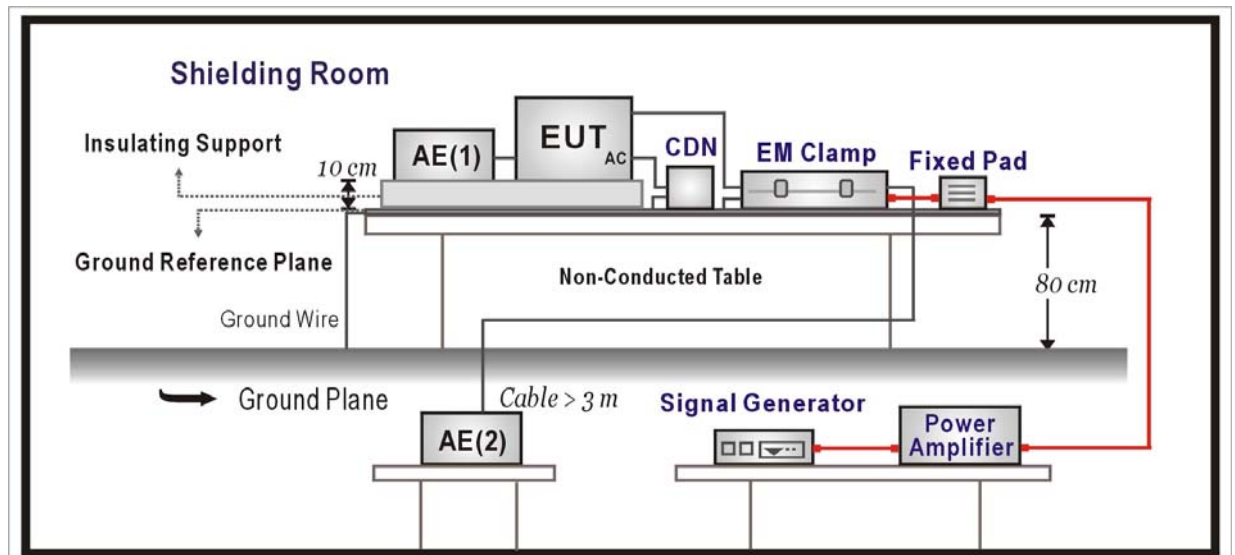 Shielding Room
Insulating Support
10 cm
AE(1)
EUT
AC
CDN
EM Clamp
Fixed Pad
Ground Reference Plane
Non-Conducted Table
80 cm
Ground Wire
Ground Plane
Cable > 3 m
AE(2)
Signal Generator
Power
Amplifier